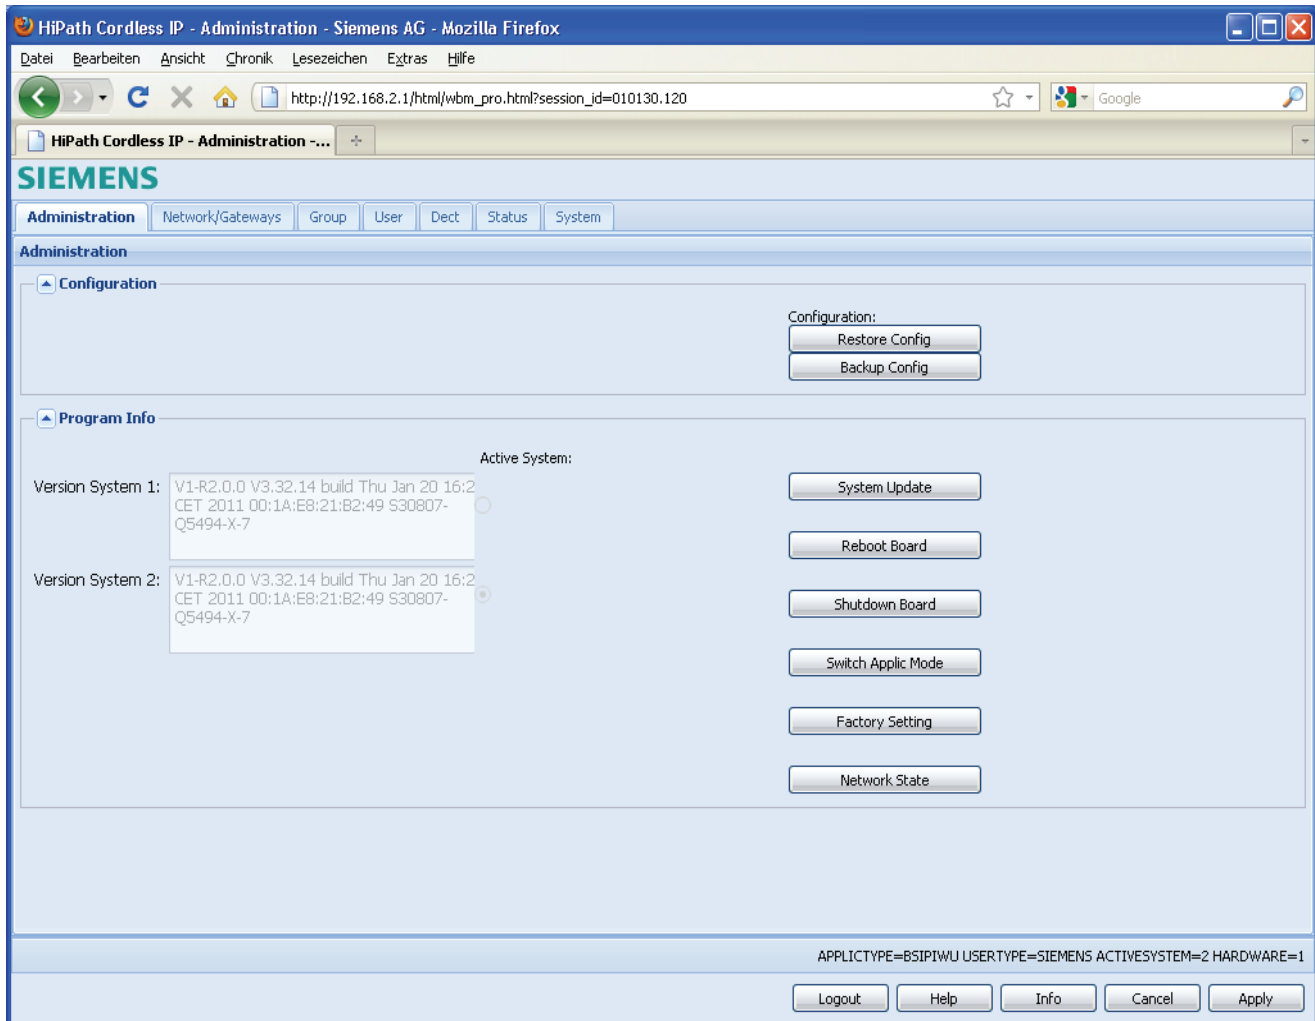 HiPath Cordless IP - Administration - Siemens AG - Mozilla Firefox
Datei Bearbeiten Ansicht Chronik Lesezeichen Extras Hilfe
http://192.168.2.1/html/wbm_pro.html?session_id=010130.120
Google
HiPath Cordless IP - Administration -...
SIEMENS
Administration Network/Gateways Group User Dect Status System
Administration
Configuration
Configuration:
Restore Config
Backup Config
Program Info
Active System:
Version System 1:
V1-R2.0.0 V3.32.14 build Thu Jan 20 16:2
CET 2011 00:1A:E8:21:B2:49 S30807-
Q5494-X-7
System Update
Reboot Board
Version System 2:
V1-R2.0.0 V3.32.14 build Thu Jan 20 16:2
CET 2011 00:1A:E8:21:B2:49 S30807-
Q5494-X-7
Shutdown Board
Switch Applic Mode
Factory Setting
Network State
APPLICTYPE=BSIPIWU USERTYPE=SIEMENS ACTIVESYSTEM=2 HARDWARE=1
Logout Help Info Cancel Apply